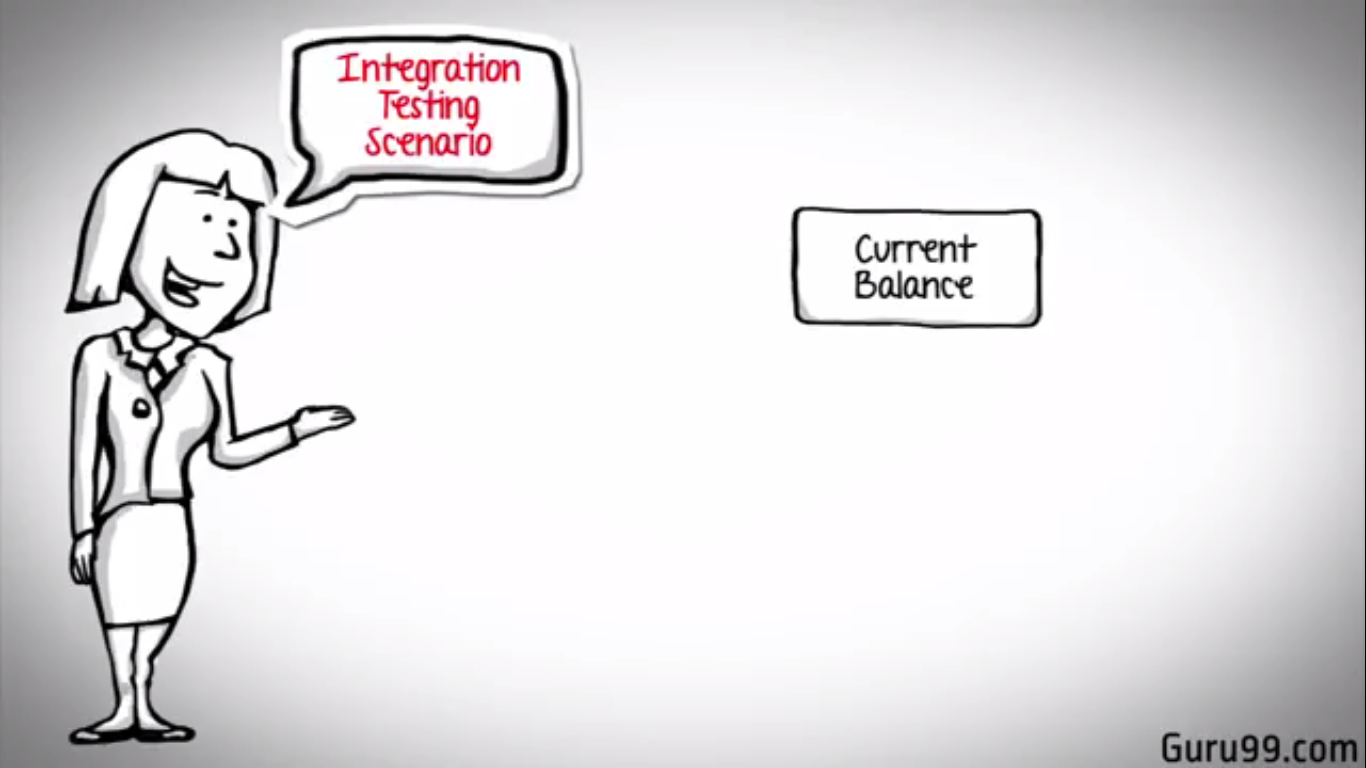 Integration
Testing
Scenario
Current
Balance
Guru99.com